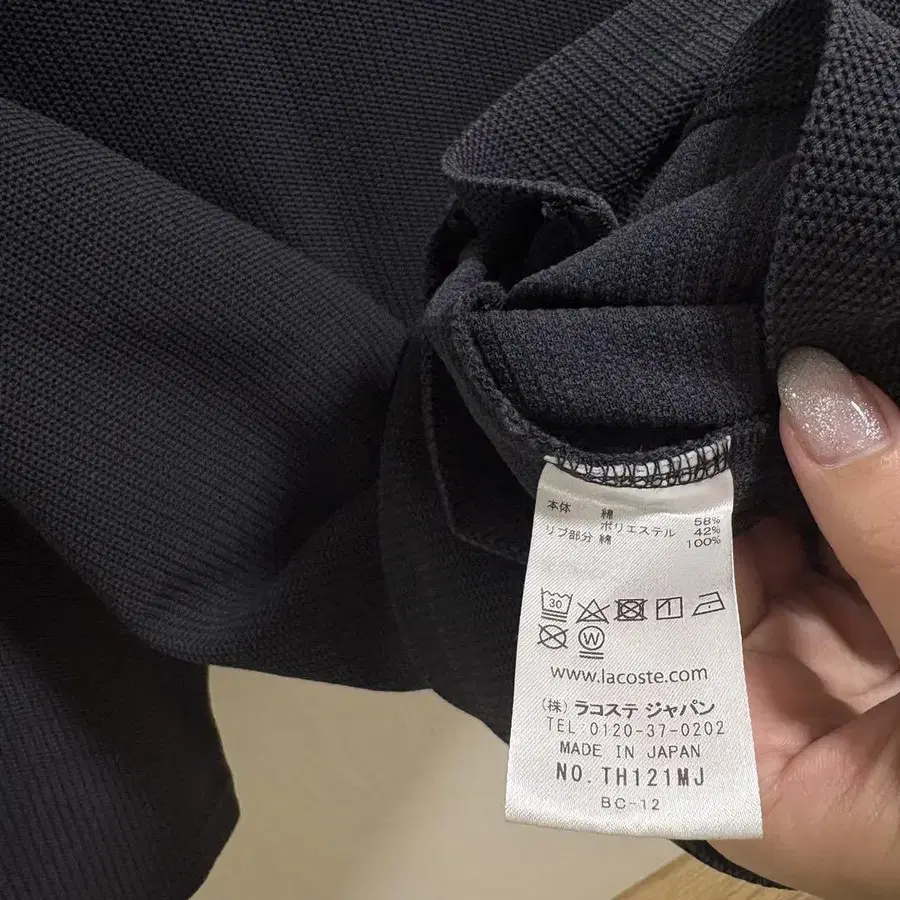 本体 綿 58%
ポリエステル 42%
リブ部分 綿 100%
30
W
www.lacoste.com
(株) ラコステ ジャパン
TEL 0120-37-0202
MADE IN JAPAN
NO. TH121MJ
BC-12